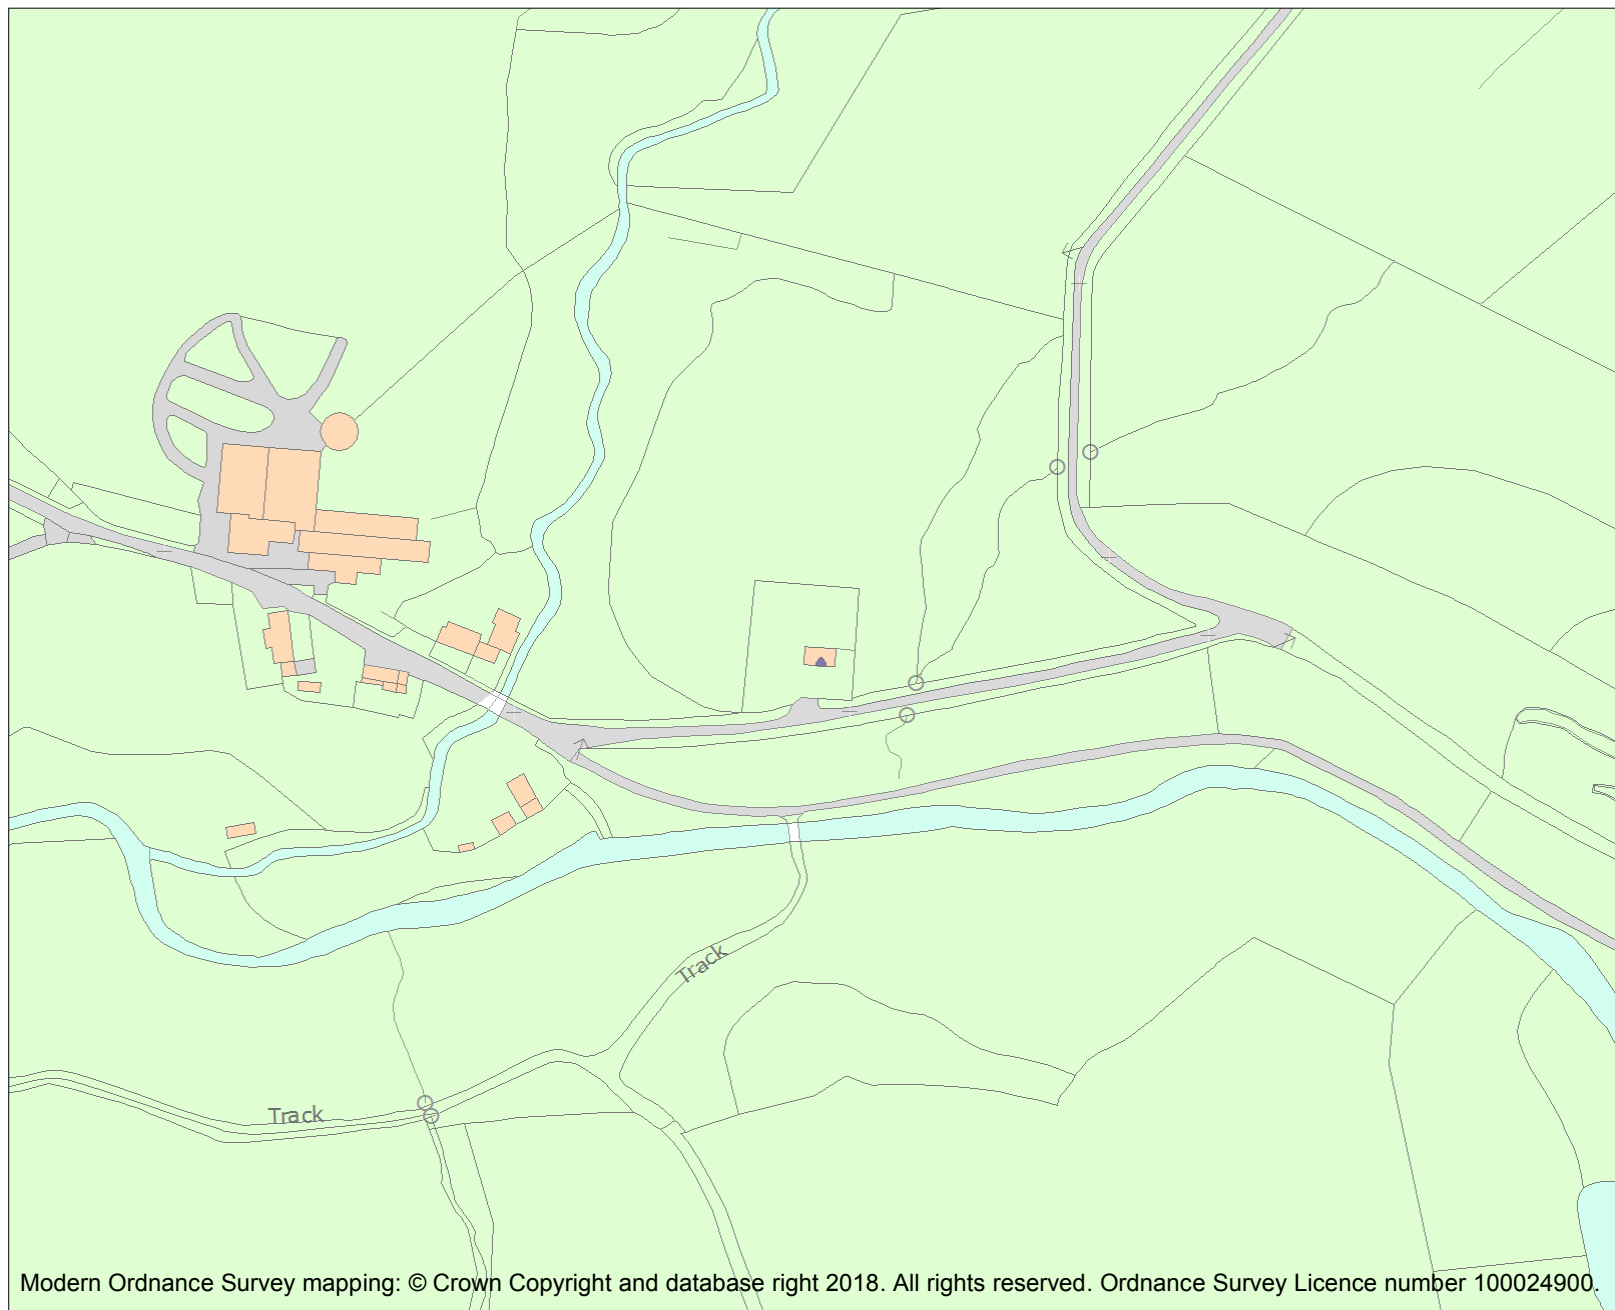 Track
Track
Modern Ordnance Survey mapping: © Crown Copyright and database right 2018. All rights reserved. Ordnance Survey Licence number 100024900.